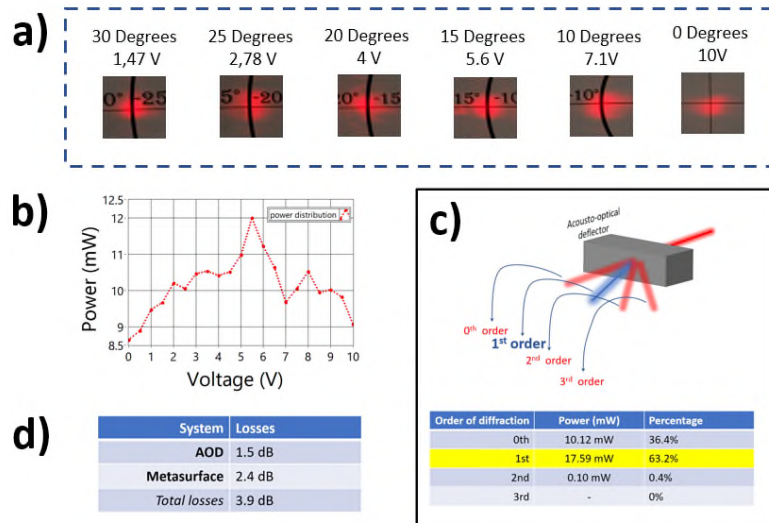 a)
30 Degrees
1,47 V
25 Degrees
2,78 V
20 Degrees
4 V
15 Degrees
5.6 V
10 Degrees
7.1V
0 Degrees
10V
0° -25
5° -20
20° -15
15° -10
-10°
b)
12.5
12
11
10
9
8.5
Power (mW)
power distribution
0 1 2 3 4 5 6 7 8 9 10
Voltage (V)
c)
Acousto-optical
deflector
0th order
1st order
2nd order
3rd order
Order of diffraction Power (mW) Percentage
0th 10.12 mW 36.4%
1st 17.59 mW 63.2%
2nd 0.10 mW 0.4%
3rd - 0%
d)
System Losses
AOD 1.5 dB
Metasurface 2.4 dB
Total losses 3.9 dB